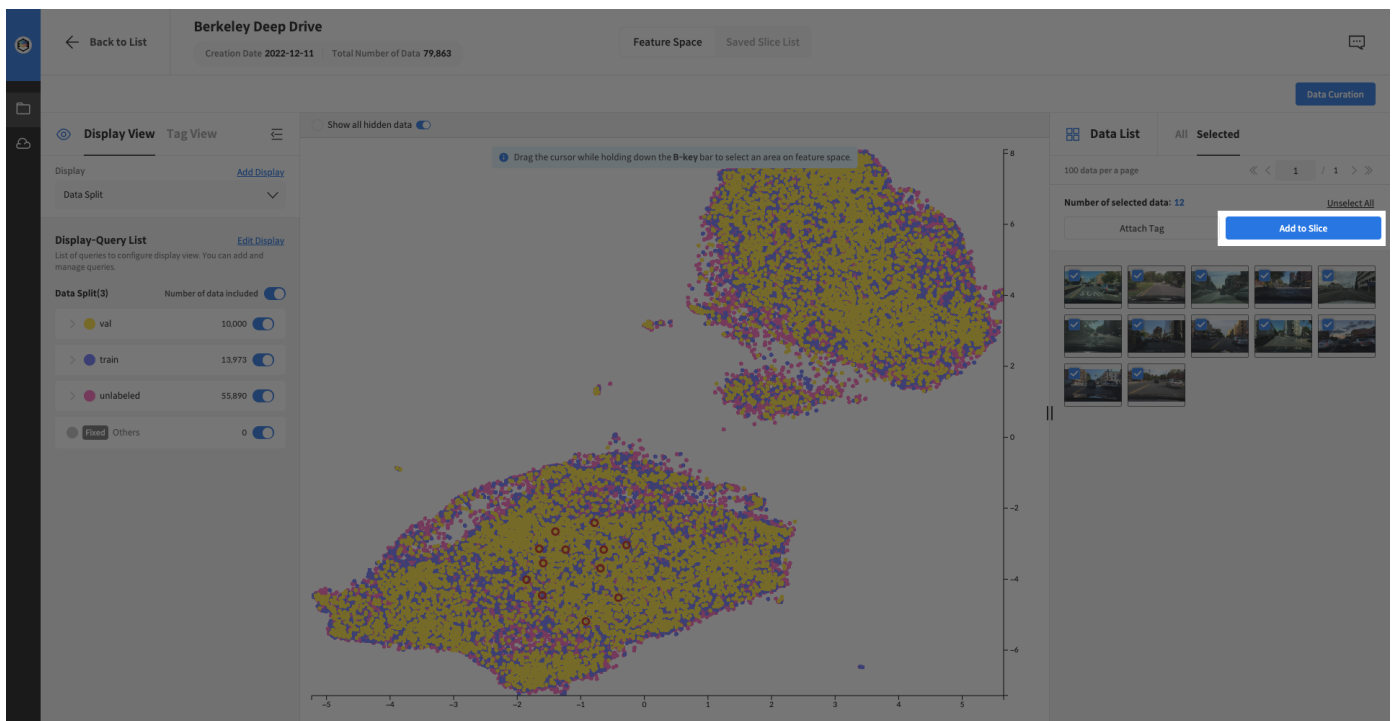 Berkeley Deep Drive
Back to List
Creation Date 2022-12-11 Total Number of Data 79,863
Feature Space Saved Slice List
Data Curation
Display View Tag View
Show all hidden data
Data List All Selected
Drag the cursor while holding down the B-key bar to select an area on feature space.
Display Add Display
Data Split
100 data per a page 1 / 1
Number of selected data: 12 Unselect All
Attach Tag Add to Slice
Display-Query List Edit Display
List of queries to configure display view. You can add and
manage queries.
Data Split(3) Number of data included
val 10,000
train 13,973
unlabeled 55,890
Fixed Others 0
8
6
4
2
0
−2
−4
−6
−5 −4 −3 −2 −1 0 1 2 3 4 5